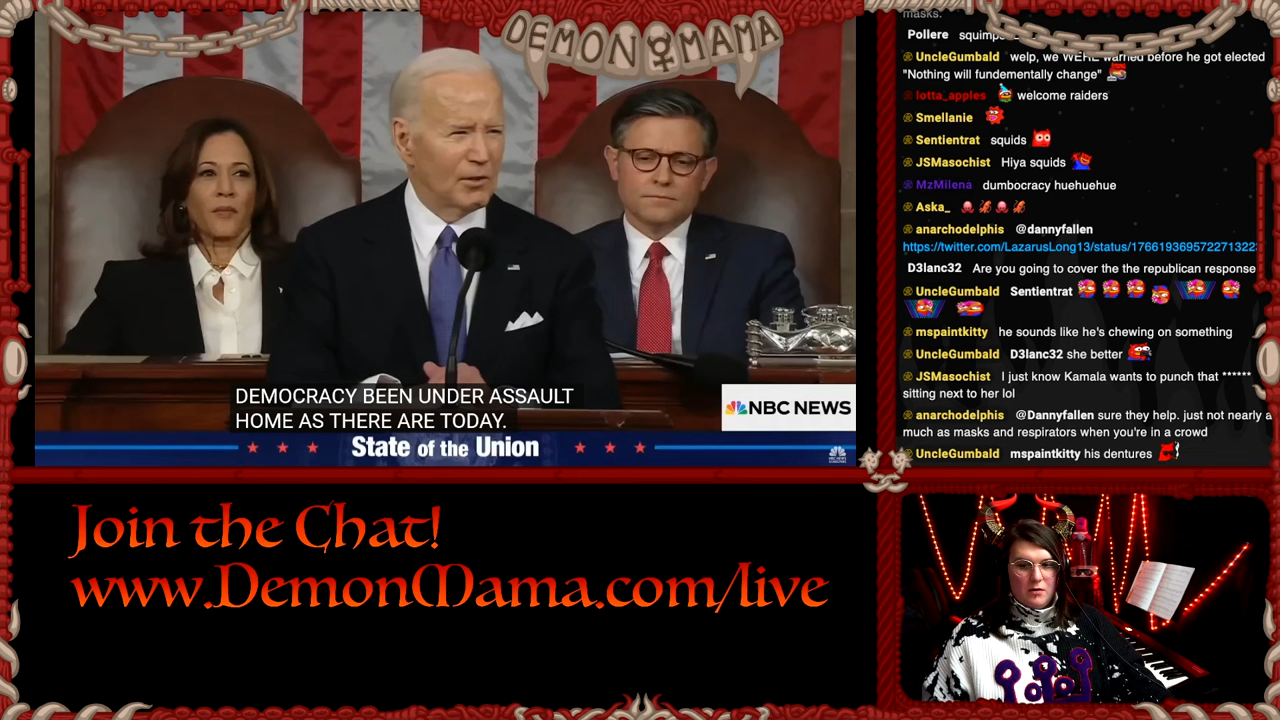 DEMON MAMA
DEMOCRACY BEEN UNDER ASSAULT
HOME AS THERE ARE TODAY.
NBC NEWS
State of the Union
masks.
Pollere squimps
UncleGumbald welp, we WERE warned before he got elected
"Nothing will fundementally change"
lotta_apples welcome raiders
Smellanie
Sentientrat squids
JSMasochist Hiya squids
MzMilena dumbocracy huehuehue
Aska_
anarchodelphis @dannyfallen
https://twitter.com/LazarusLong13/status/1766193695722713223
D3lanc32 Are you going to cover the the republican response
UncleGumbald Sentientrat
mspaintkitty he sounds like he's chewing on something
UncleGumbald D3lanc32 she better
JSMasochist I just know Kamala wants to punch that ******
sitting next to her lol
anarchodelphis @Dannyfallen sure they help. just not nearly a
much as masks and respirators when you're in a crowd
UncleGumbald mspaintkitty his dentures
Join the Chat!
www.DemonMama.com/live